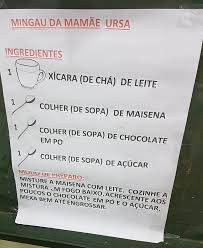 MINGAU DA MAMÃE URSA
INGREDIENTES
1 XÍCARA (DE CHÁ) DE LEITE
1 COLHER (DE SOPA) DE MAISENA
1 COLHER (DE SOPA) DE CHOCOLATE
EM PÓ
1 COLHER (DE SOPA) DE AÇÚCAR
MODO DE PREPARO:
MISTURE A MAISENA COM LEITE. COZINHE A
MISTURA EM FOGO BAIXO. ACRESCENTE AOS
POUCOS O CHOCOLATE EM PÓ E O AÇÚCAR.
MEXA BEM ATÉ ENGROSSAR.